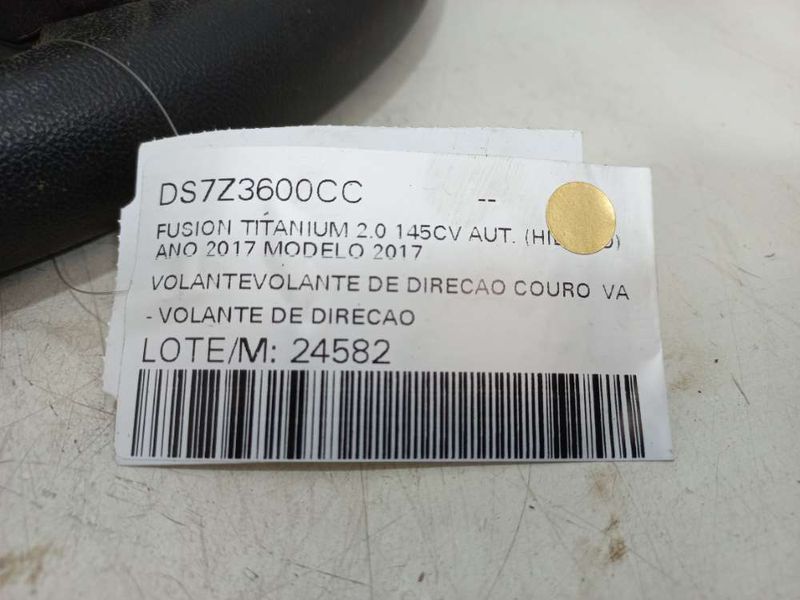 DS7Z3600CC --
FUSION TITANIUM 2.0 145CV AUT.
ANO 2017 MODELO 2017
VOLANTEVOLANTE DE DIRECAO COURO VA
- VOLANTE DE DIRECAO
LOTE/M: 24582